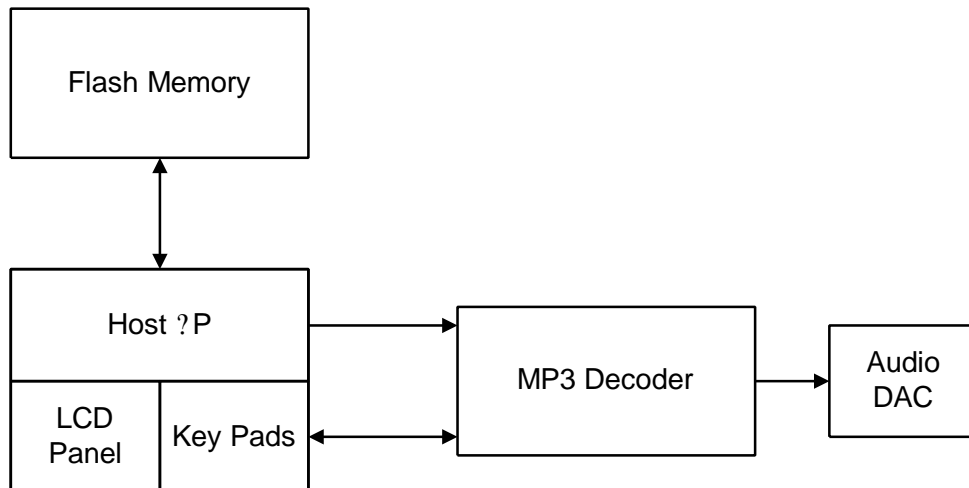 Flash Memory
Host ?P
MP3 Decoder
Audio
DAC
LCD
Panel
Key Pads